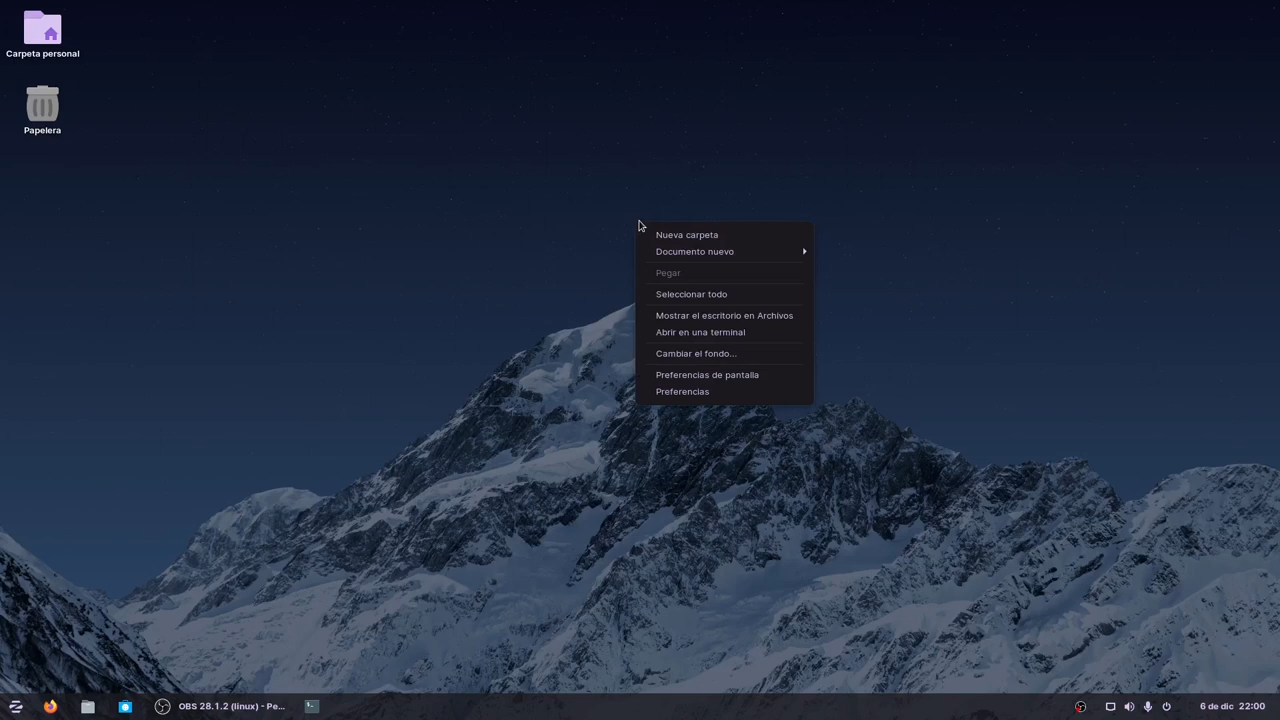 Carpeta personal
Papelera
Nueva carpeta
Documento nuevo
Pegar
Seleccionar todo
Mostrar el escritorio en Archivos
Abrir en una terminal
Cambiar el fondo...
Preferencias de pantalla
Preferencias
OBS 28.1.2 (linux) - Pe...
6 de dic 22:00